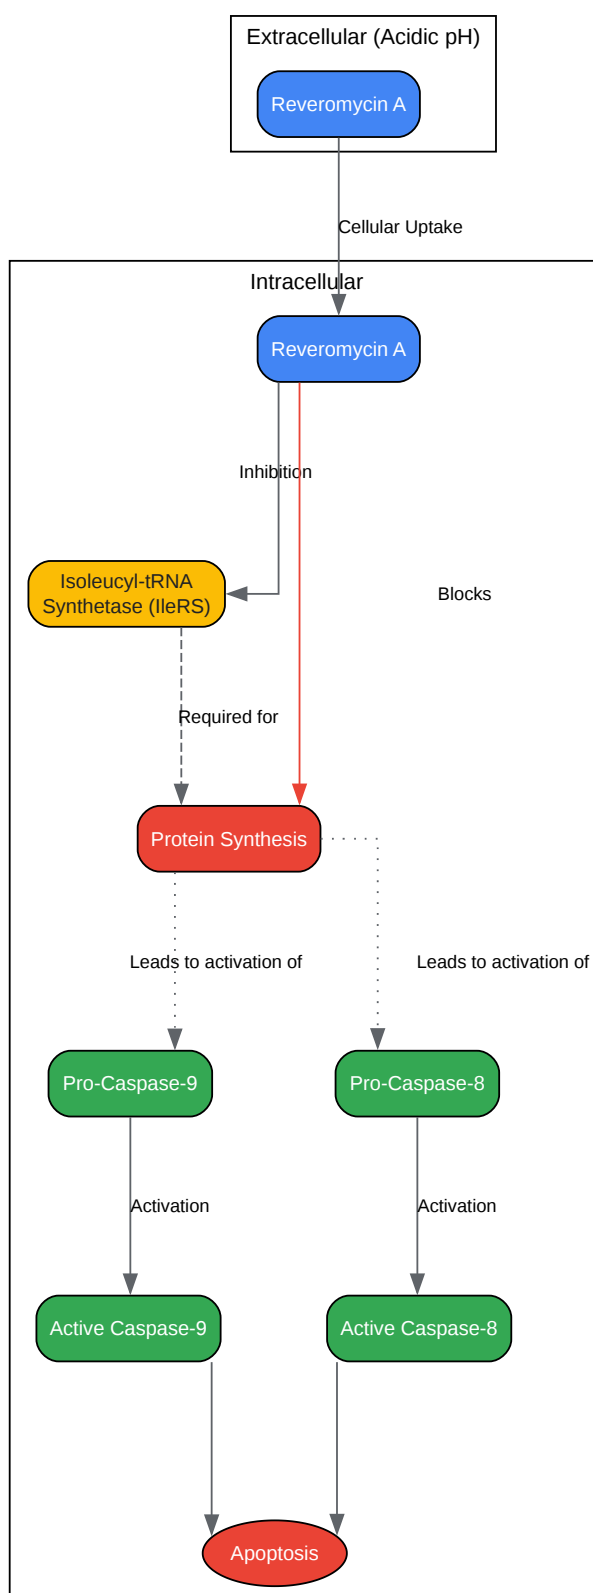 Extracellular (Acidic pH)
Reveromycin A
Cellular Uptake
Intracellular
Reveromycin A
Inhibition
Isoleucyl-tRNA
Synthetase (IleRS)
Blocks
Required for
Protein Synthesis
Leads to activation of
Leads to activation of
Pro-Caspase-9
Pro-Caspase-8
Activation
Activation
Active Caspase-9
Active Caspase-8
Apoptosis